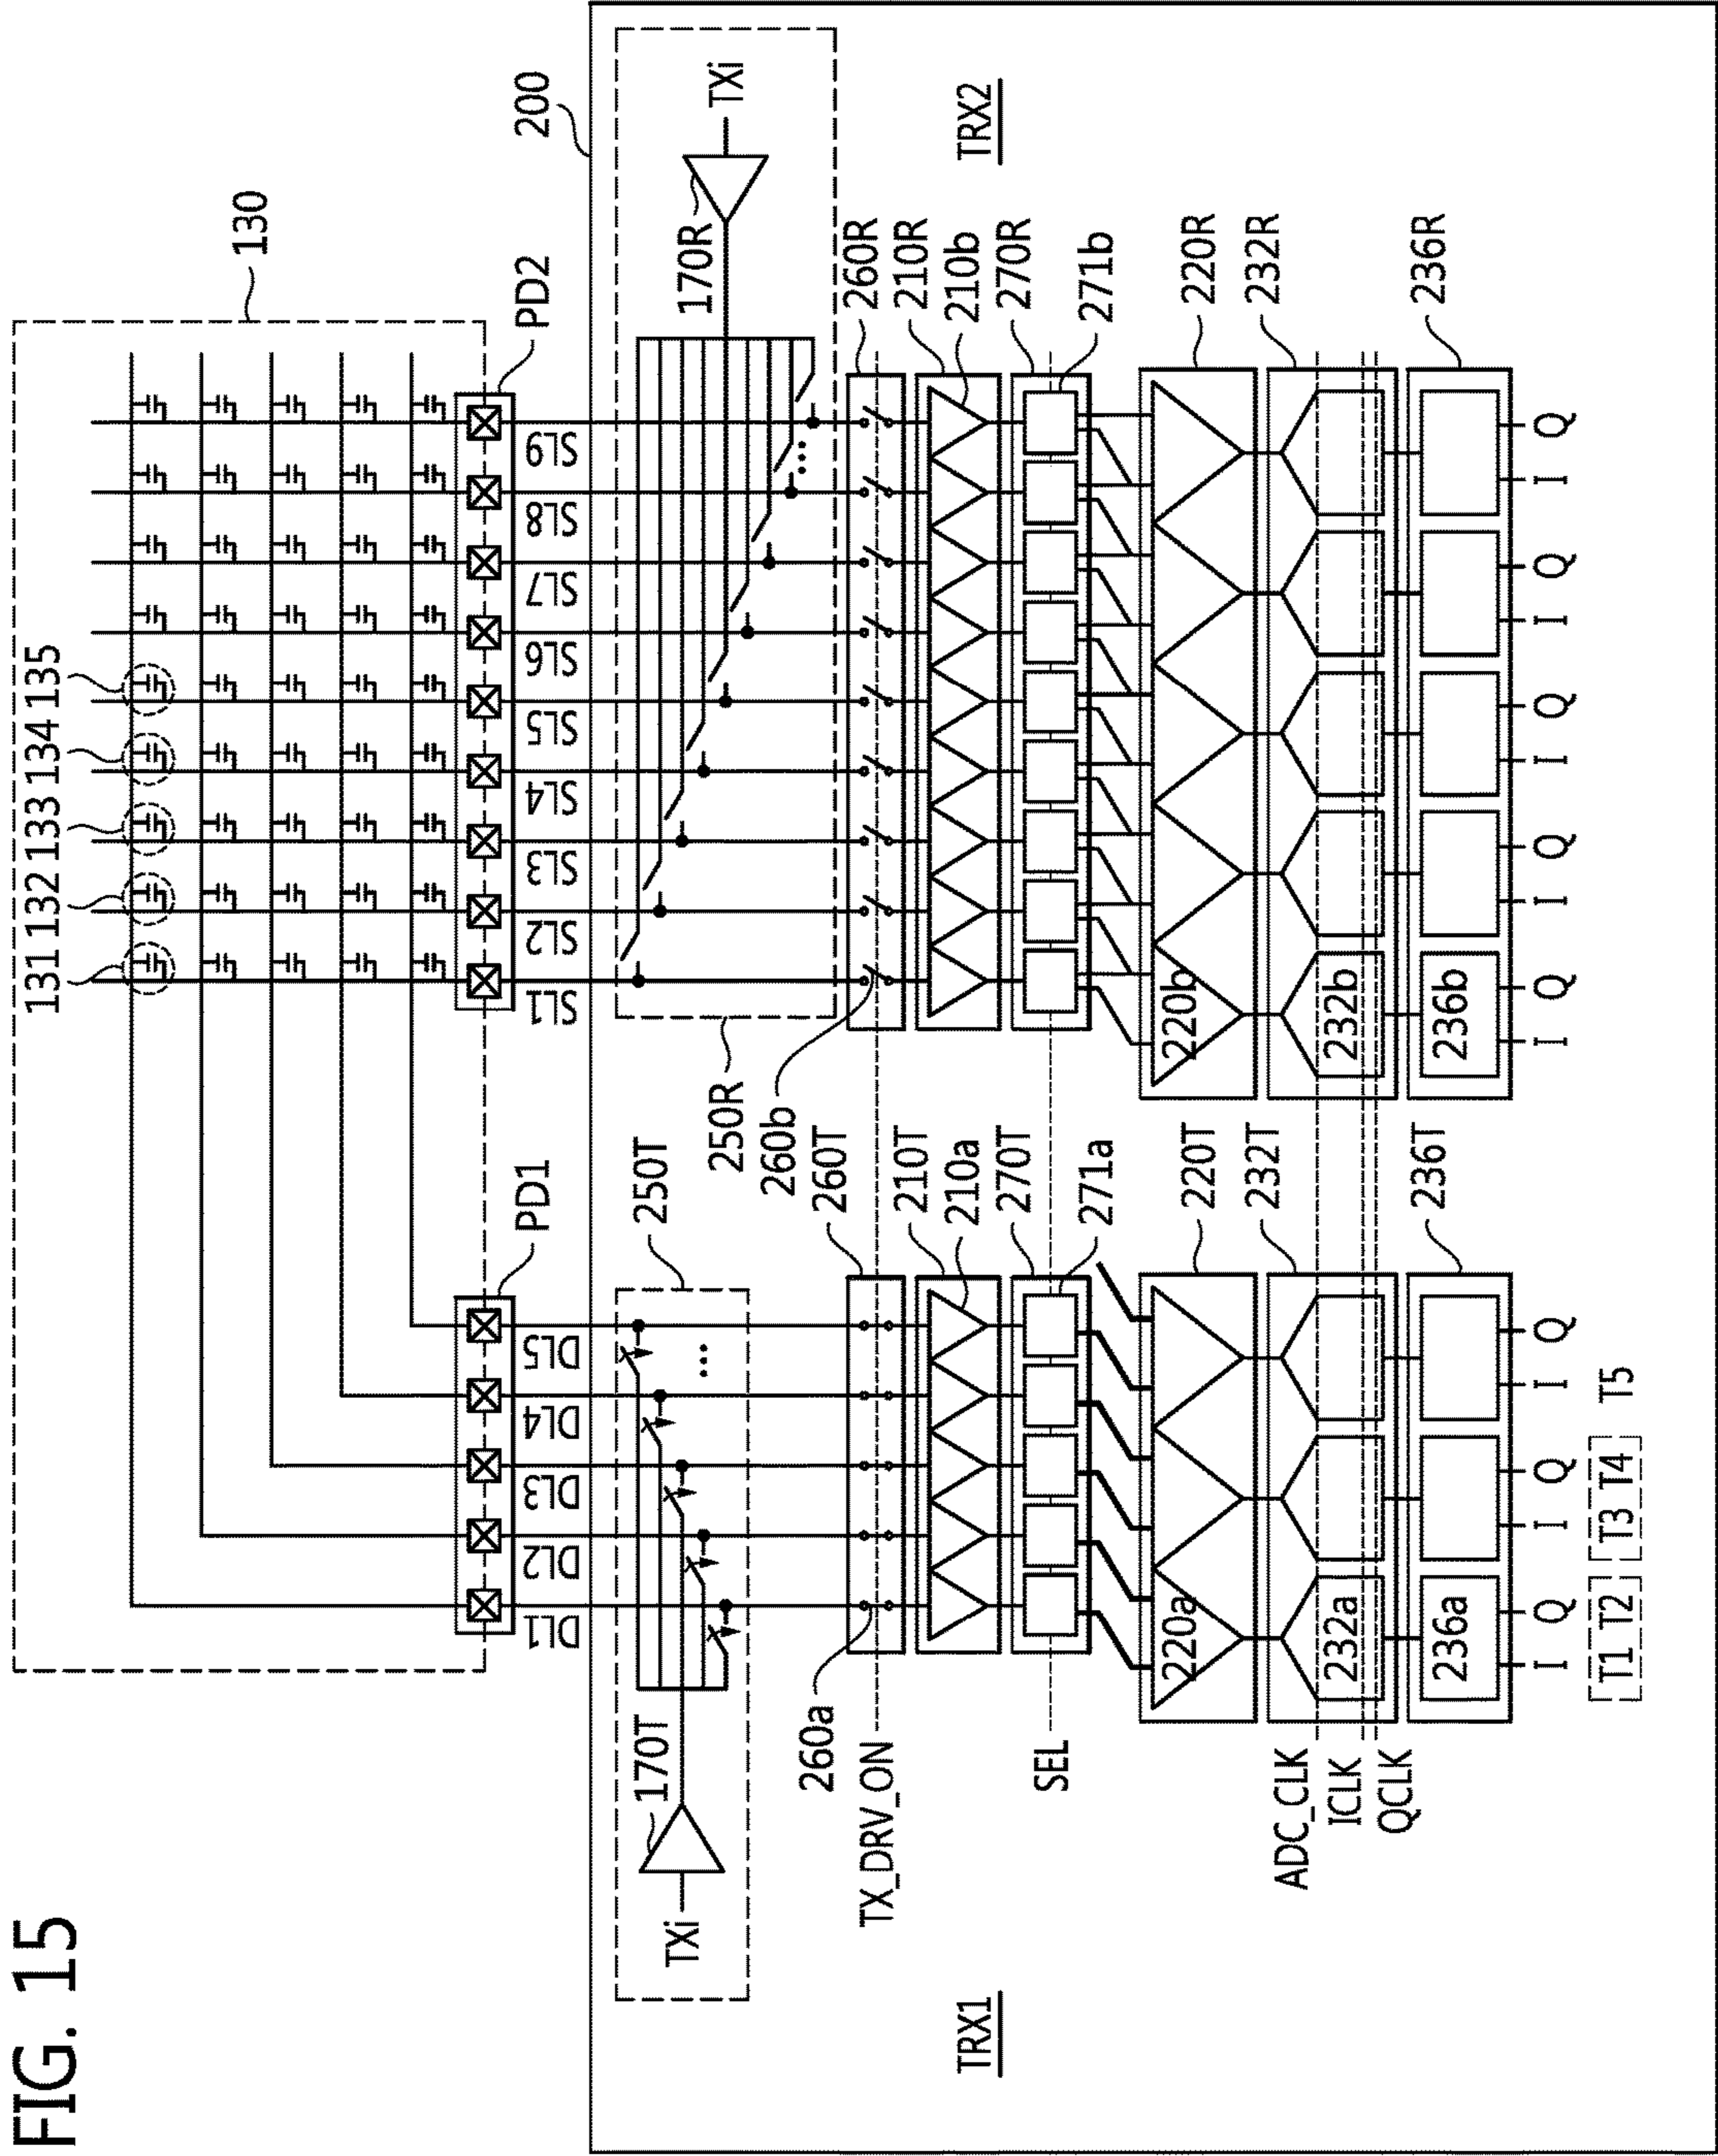 FIG. 15
130
131 132 133 134 135
PD1
PD2
DL1 DL2 DL3 DL4 DL5
SL1 SL2 SL3 SL4 SL5 SL6 SL7 SL8 SL9
200
TXi
170T
250T
...
250R
170R
TXi
...
TRX1
TRX2
TX_DRV_ON
260a
260T
260b
260R
210T
210a
210R
210b
SEL
270T
271a
270R
271b
220a
220T
220b
220R
ADC_CLK
ICLK
QCLK
232a
232T
232b
232R
236a
236T
236b
236R
I Q I Q I Q
I Q I Q I Q I Q I Q
T1 T2 T3 T4 T5